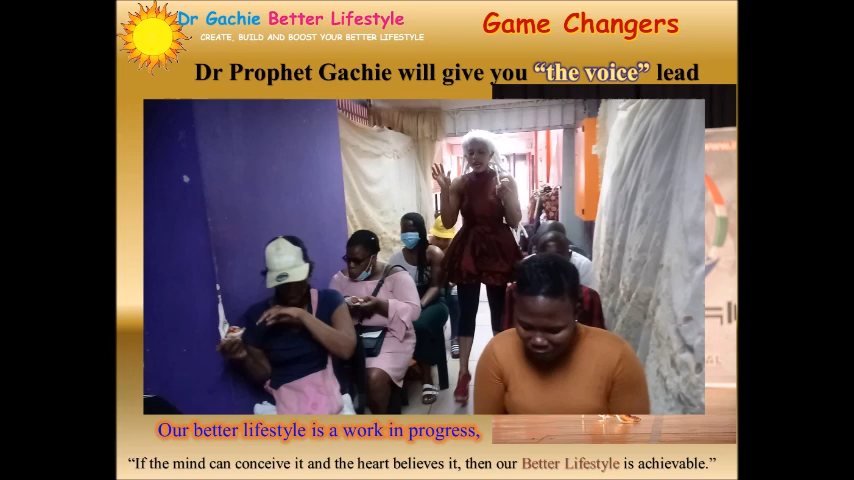 Dr Gachie Better Lifestyle
CREATE, BUILD AND BOOST YOUR BETTER LIFESTYLE
Game Changers
Dr Prophet Gachie will give you “the voice” lead
Our better lifestyle is a work in progress,
“If the mind can conceive it and the heart believes it, then our Better Lifestyle is achievable.”